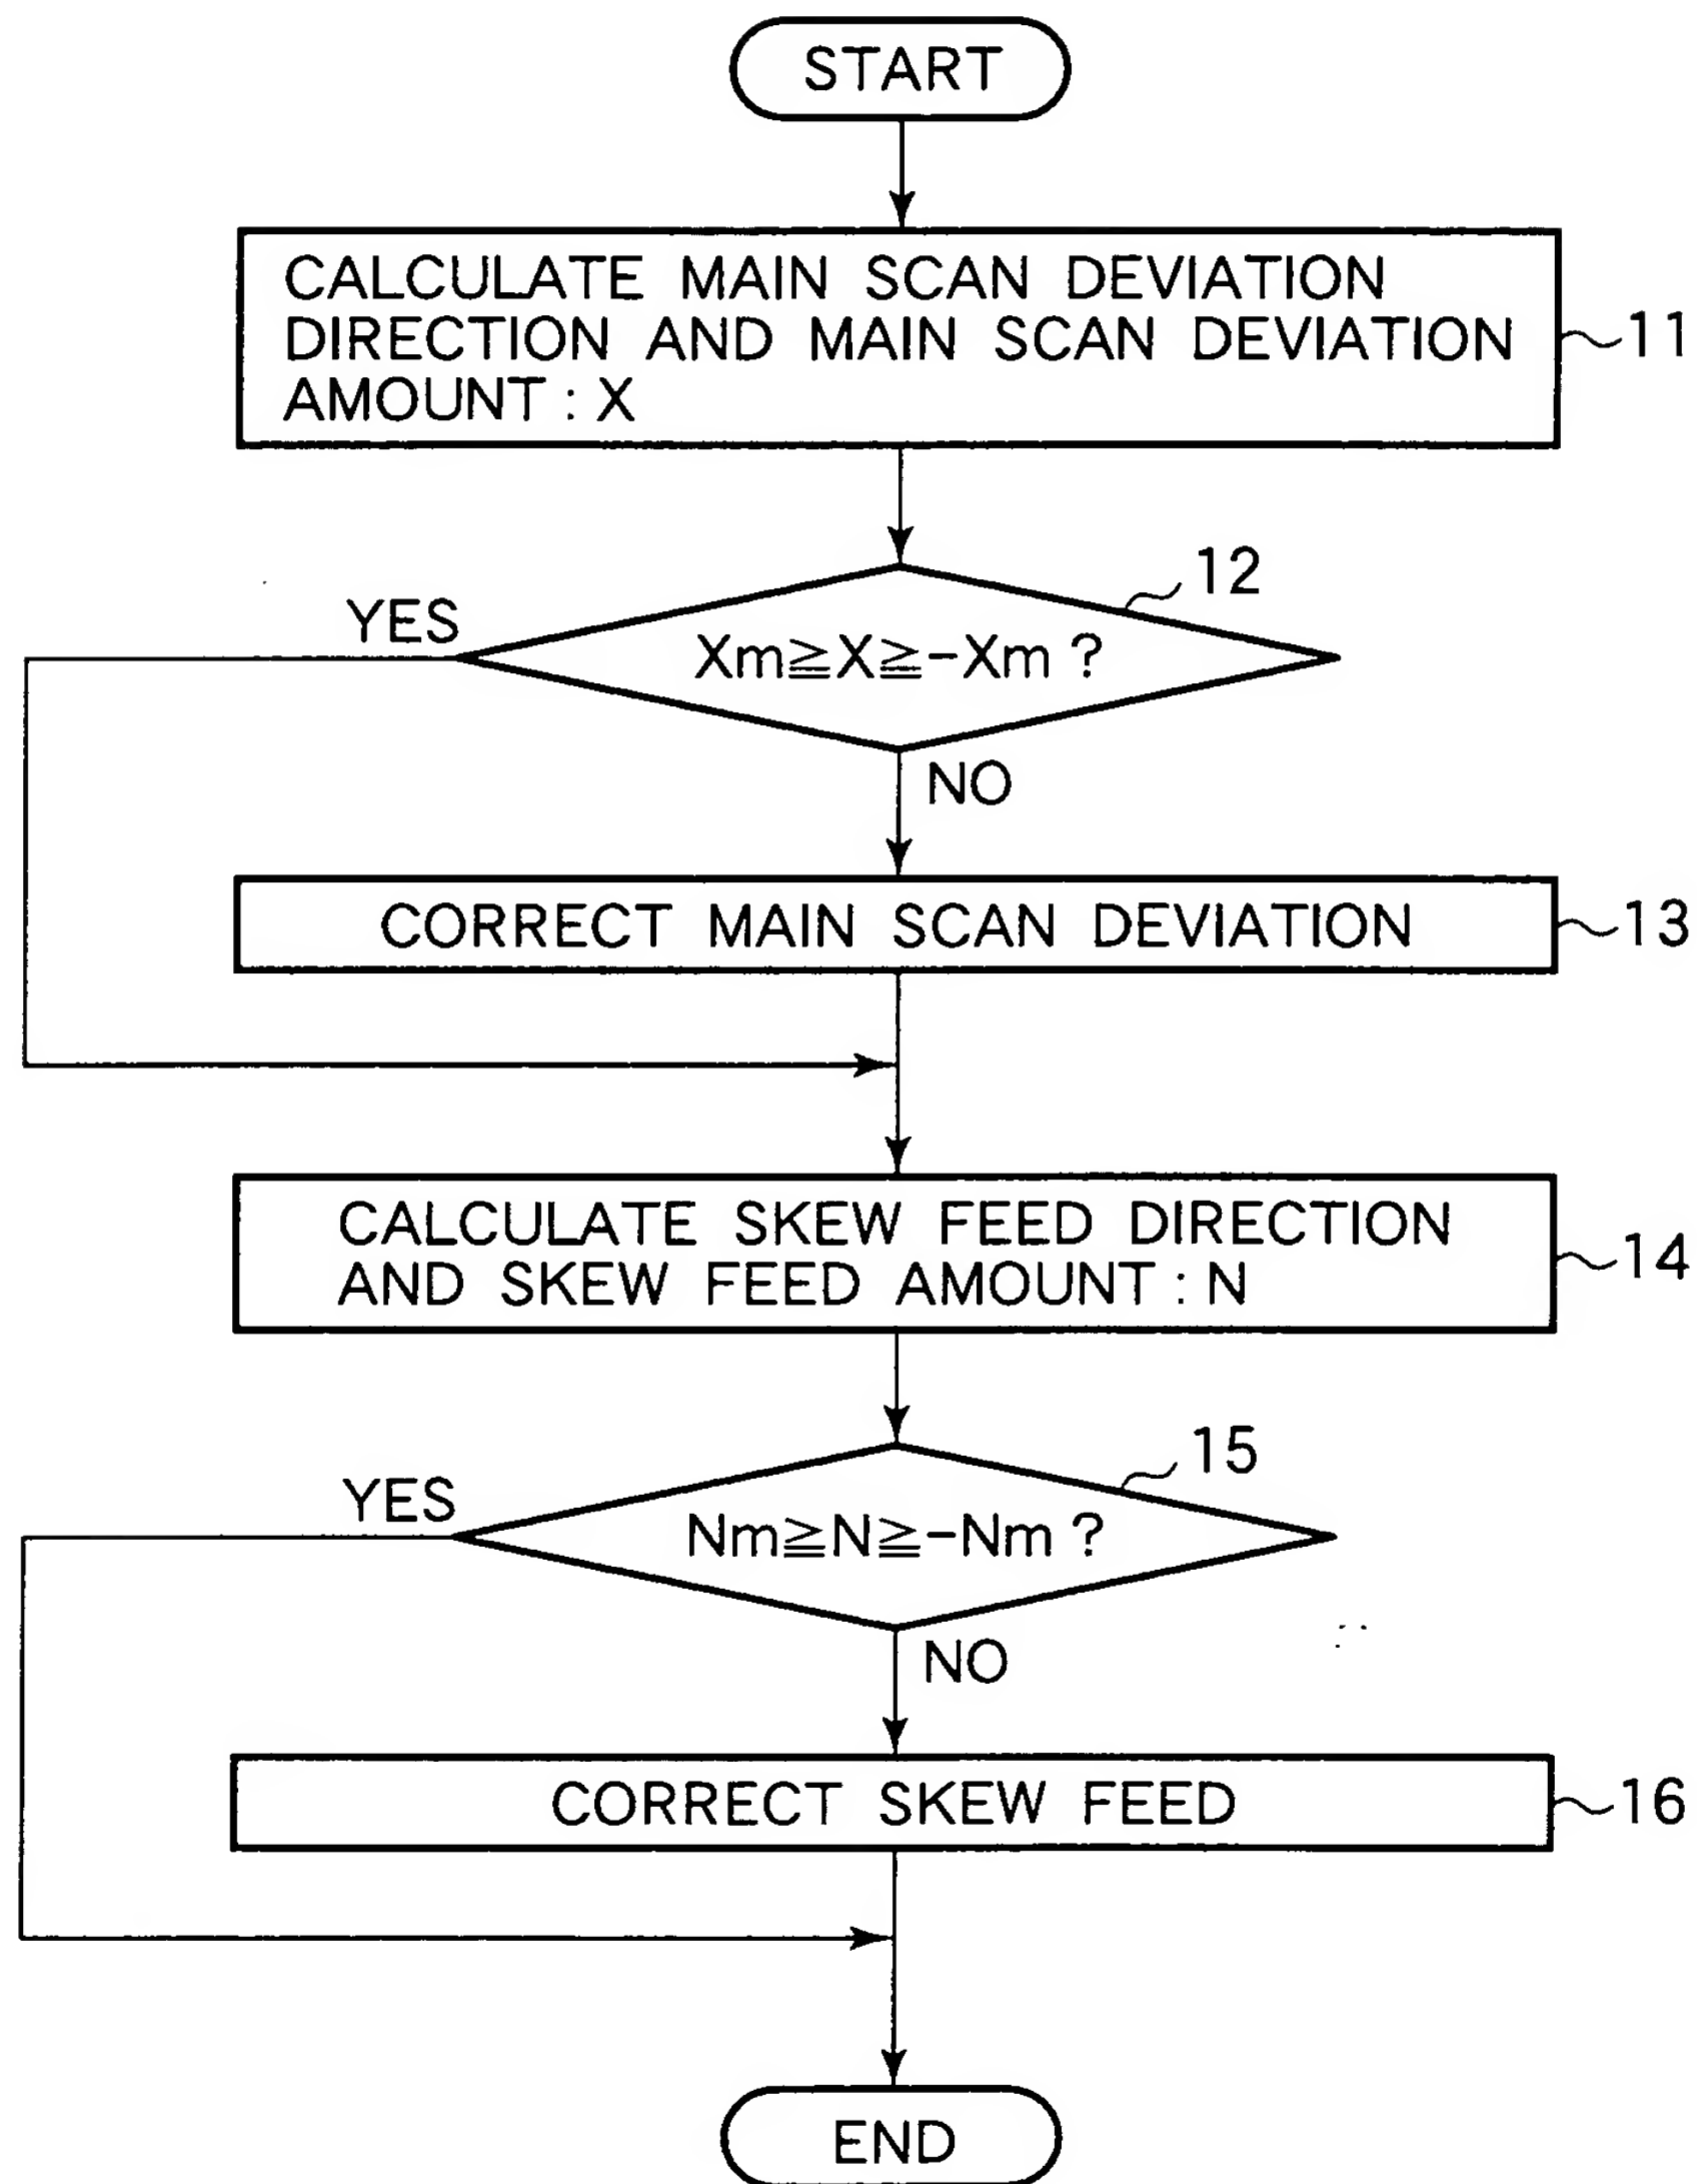 START
CALCULATE MAIN SCAN DEVIATION
DIRECTION AND MAIN SCAN DEVIATION
AMOUNT : X
11
12
YES
Xm≧X≧-Xm ?
NO
CORRECT MAIN SCAN DEVIATION
13
CALCULATE SKEW FEED DIRECTION
AND SKEW FEED AMOUNT : N
14
15
YES
Nm≧N≧-Nm ?
NO
CORRECT SKEW FEED
16
END